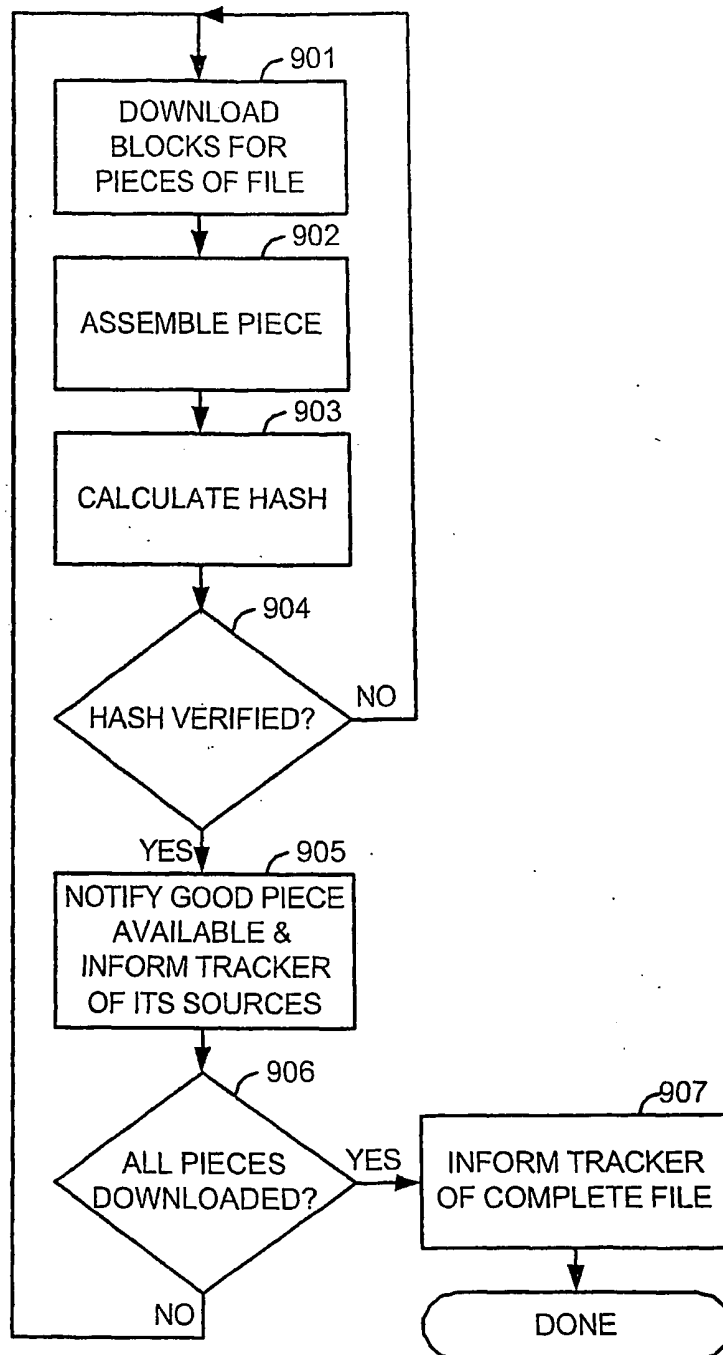 901
DOWNLOAD
BLOCKS FOR
PIECES OF FILE
902
ASSEMBLE PIECE
903
CALCULATE HASH
904
HASH VERIFIED?
NO
YES
905
NOTIFY GOOD PIECE
AVAILABLE &
INFORM TRACKER
OF ITS SOURCES
906
ALL PIECES
DOWNLOADED?
YES
NO
907
INFORM TRACKER
OF COMPLETE FILE
DONE